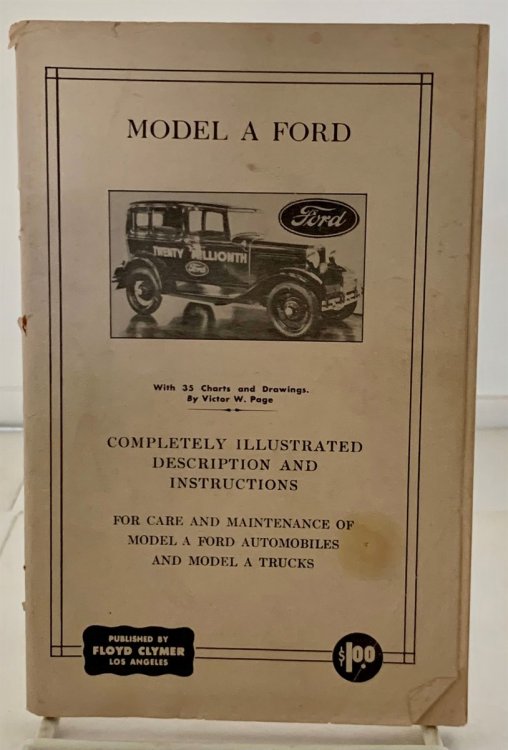 MODEL A FORD
Ford
TWENTY MILLIONTH
Ford
With 35 Charts and Drawings.
By Victor W. Page
COMPLETELY ILLUSTRATED
DESCRIPTION AND
INSTRUCTIONS
FOR CARE AND MAINTENANCE OF
MODEL A FORD AUTOMOBILES
AND MODEL A TRUCKS
PUBLISHED BY
FLOYD CLYMER
LOS ANGELES
$1.00